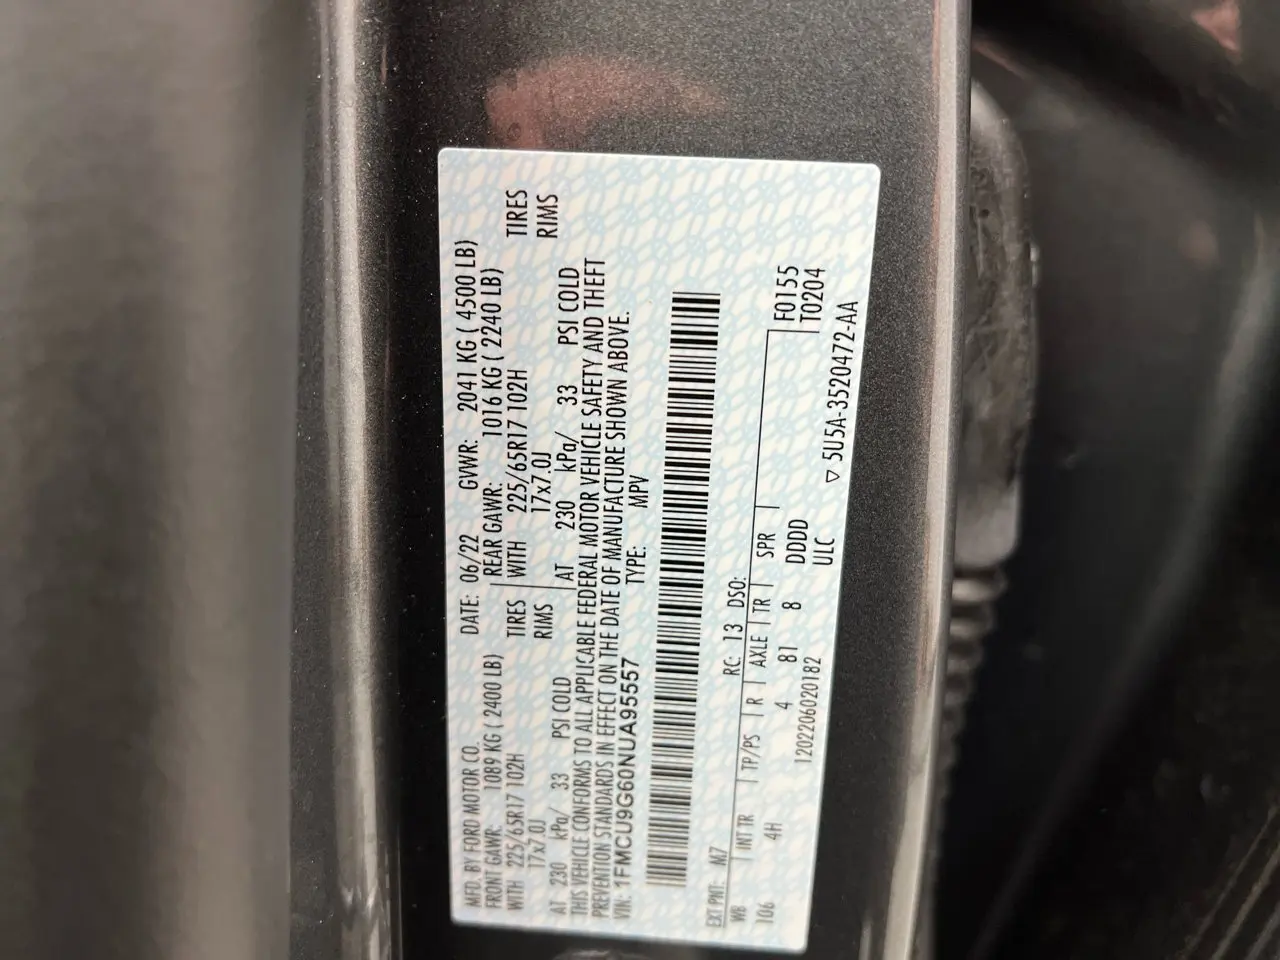 MFD. BY FORD MOTOR CO. DATE: 06/22 GVWR: 2041 KG ( 4500 LB)
FRONT GAWR: 1089 KG ( 2400 LB) REAR GAWR: 1016 KG ( 2240 LB)
WITH 225/65R17 102H TIRES WITH 225/65R17 102H TIRES
17x7.0J RIMS 17x7.0J RIMS
AT 230 kPa/ 33 PSI COLD AT 230 kPa/ 33 PSI COLD
THIS VEHICLE CONFORMS TO ALL APPLICABLE FEDERAL MOTOR VEHICLE SAFETY AND THEFT
PREVENTION STANDARDS IN EFFECT ON THE DATE OF MANUFACTURE SHOWN ABOVE.
VIN: 1FMCU9G60NUA95557 TYPE: MPV
EXT PNT: M7 RC: 13 DSO:
WB INT TR TP/PS R AXLE TR SPR F0155
106 4H 4 81 8 DDDD T0204
120220602 0182 ULC
▽ 5U5A-3520472-AA